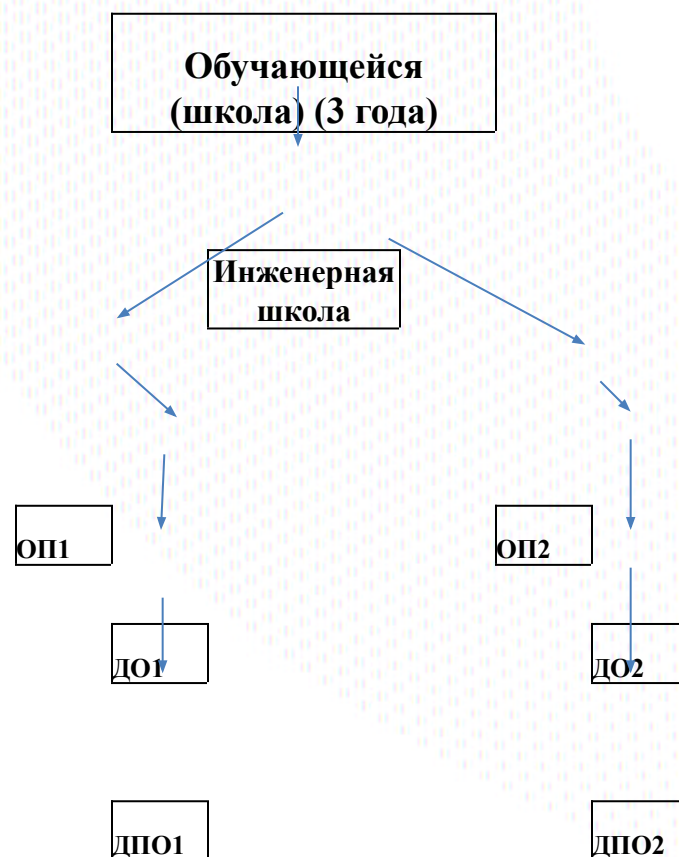 Обучающейся
(школа) (3 года)
Инженерная
школа
ОП1
ОП2
ДО1
ДО2
ДПО1
ДПО2